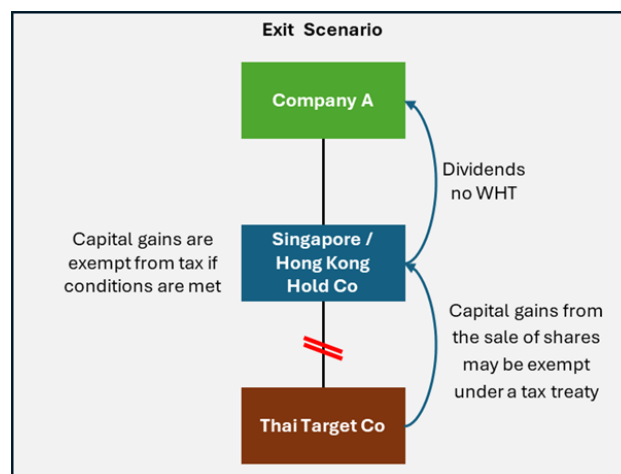 Exit Scenario
Company A
Dividends
no WHT
Capital gains are
exempt from tax if
conditions are met
Singapore /
Hong Kong
Hold Co
Capital gains from
the sale of shares
may be exempt
under a tax treaty
Thai Target Co